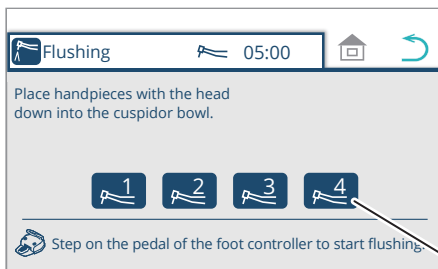 Flushing 05:00
Place handpieces with the head
down into the cuspidor bowl.
1 2 3 4
Step on the pedal of the foot controller to start flushing.